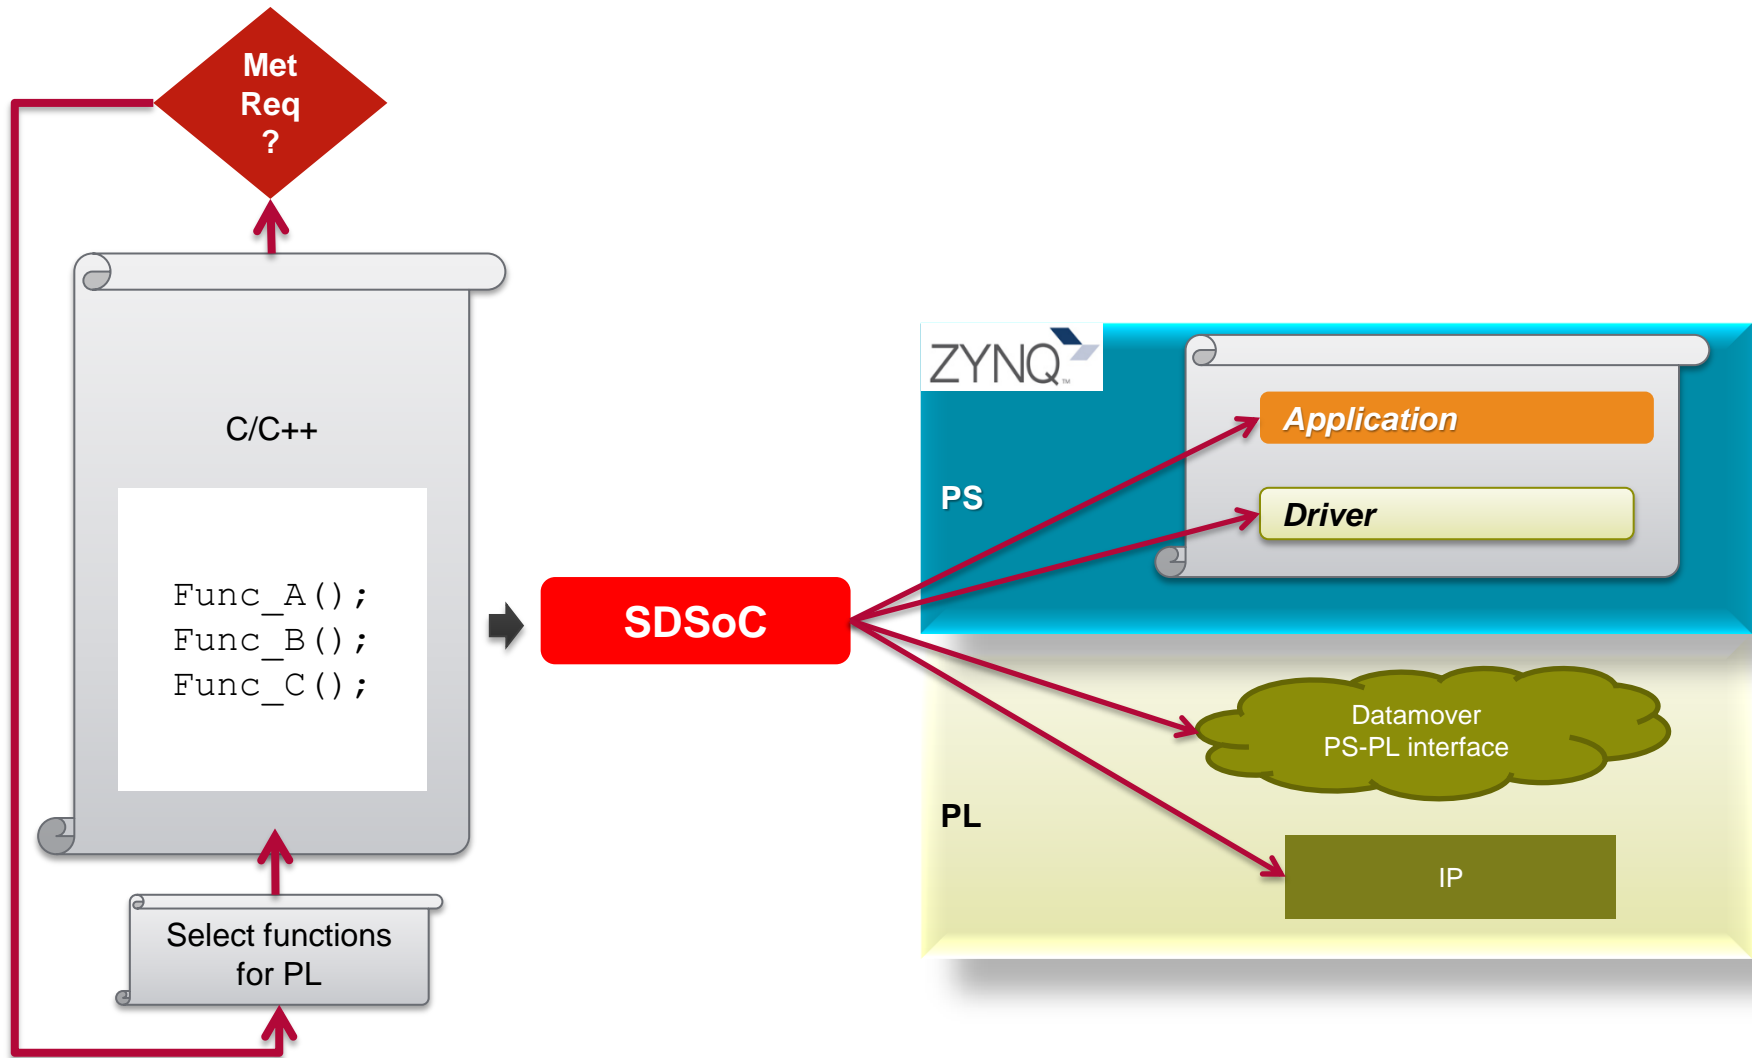 Met
Req
?
C/C++
Func_A();
Func_B();
Func_C();
Select functions
for PL
SDSoC
ZYNQ™
PS
Application
Driver
PL
Datamover
PS-PL interface
IP